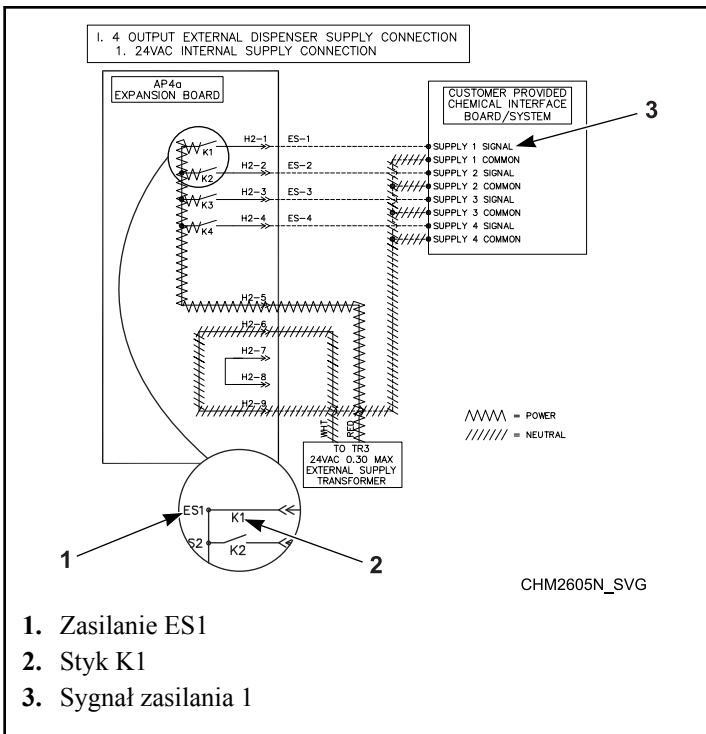 I. 4 OUTPUT EXTERNAL DISPENSER SUPPLY CONNECTION
1. 24VAC INTERNAL SUPPLY CONNECTION
AP4a
EXPANSION BOARD
CUSTOMER PROVIDED
CHEMICAL INTERFACE
BOARD/SYSTEM
3
K1 H2-1 ES-1 SUPPLY 1 SIGNAL
SUPPLY 1 COMMON
K2 H2-2 ES-2 SUPPLY 2 SIGNAL
SUPPLY 2 COMMON
K3 H2-3 ES-3 SUPPLY 3 SIGNAL
SUPPLY 3 COMMON
K4 H2-4 ES-4 SUPPLY 4 SIGNAL
SUPPLY 4 COMMON
H2-5
H2-6
H2-7
H2-8
H2-9
WHT
RED
= POWER
= NEUTRAL
TO TR3
24VAC 0.30 MAX
EXTERNAL SUPPLY
TRANSFORMER
ES1
K1
S2
K2
1
2
CHM2605N_SVG
1. Zasilanie ES1
2. Styk K1
3. Sygnał zasilania 1